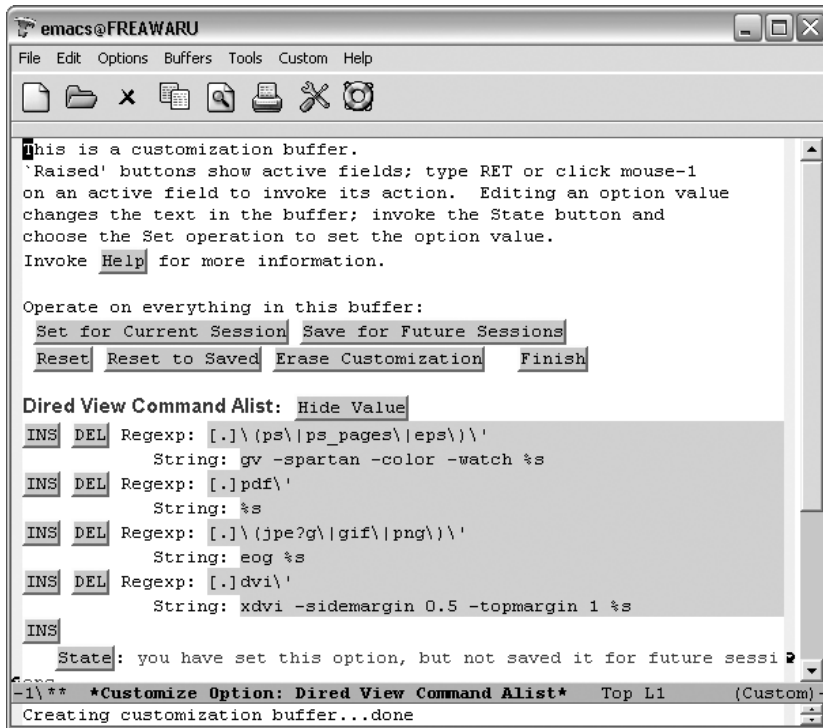 emacs@FREAWARU
File Edit Options Buffers Tools Custom Help
This is a customization buffer.
`Raised' buttons show active fields; type RET or click mouse-1
on an active field to invoke its action.  Editing an option value
changes the text in the buffer; invoke the State button and
choose the Set operation to set the option value.
Invoke Help for more information.
Operate on everything in this buffer:
Set for Current Session Save for Future Sessions
Reset Reset to Saved Erase Customization Finish
Dired View Command Alist: Hide Value
INS DEL Regexp: [.]\(ps\|ps_pages\|eps\)\'
String: gv -spartan -color -watch %s
INS DEL Regexp: [.]pdf\'
String: %s
INS DEL Regexp: [.]\(jpe?g\|gif\|png\)\'
String: eog %s
INS DEL Regexp: [.]dvi\'
String: xdvi -sidemargin 0.5 -topmargin 1 %s
INS
State: you have set this option, but not saved it for future sessi
-1\** *Customize Option: Dired View Command Alist* Top L1 (Custom)-
Creating customization buffer...done